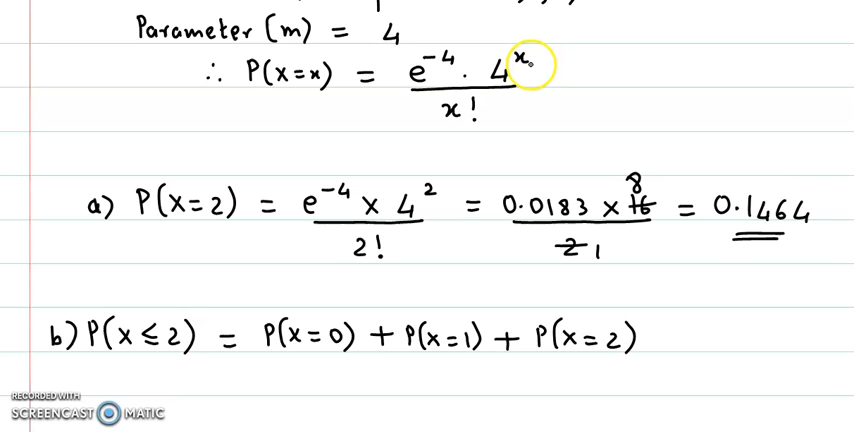 Parameter (m) = 4
∴ P(X=x) = e^-4 · 4^x / x!
a) P(X=2) = e^-4 × 4^2 / 2! = 0.0183 × 16 8 / 2 1 = 0.1464
b) P(X ≤ 2) = P(X=0) + P(X=1) + P(X=2)
RECORDED WITH
SCREENCAST MATIC